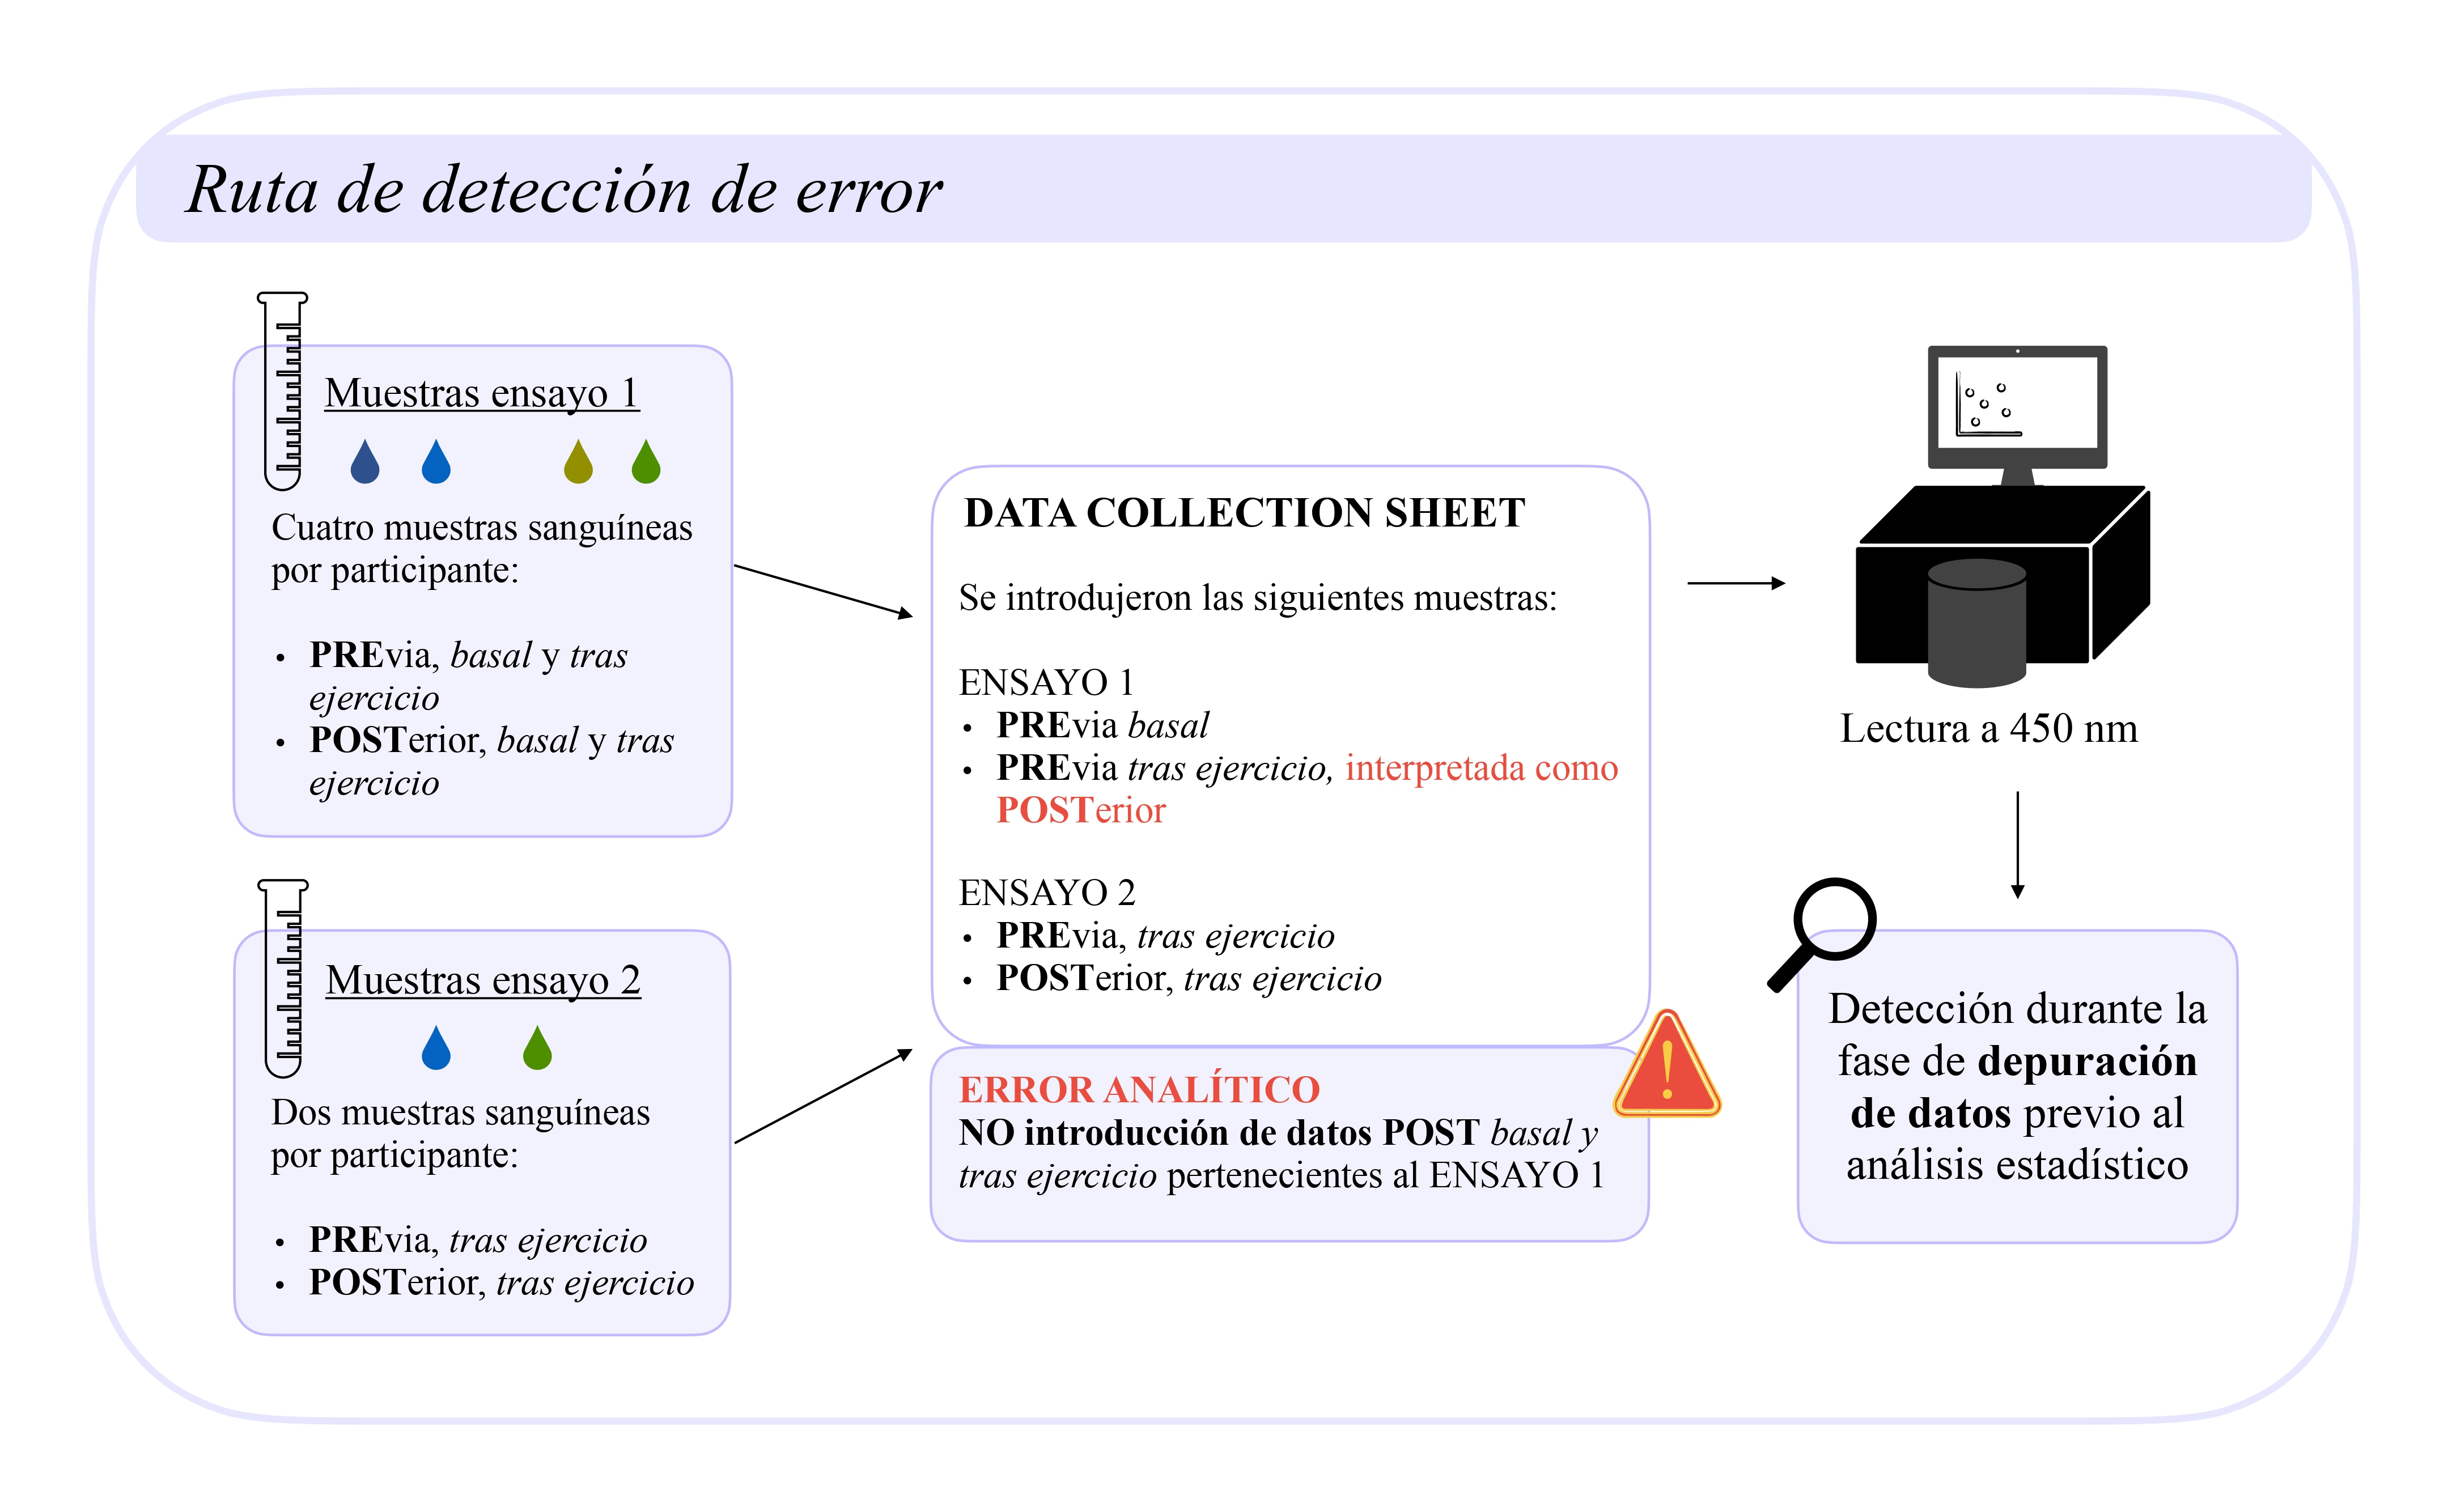 Ruta de detección de error
Muestras ensayo 1
Cuatro muestras sanguíneas
por participante:
• PREvia, basal y tras
ejercicio
• POSTerior, basal y tras
ejercicio
Muestras ensayo 2
Dos muestras sanguíneas
por participante:
• PREvia, tras ejercicio
• POSTerior, tras ejercicio
DATA COLLECTION SHEET
Se introdujeron las siguientes muestras:
ENSAYO 1
• PREvia basal
• PREvia tras ejercicio, interpretada como
POSTerior
ENSAYO 2
• PREvia, tras ejercicio
• POSTerior, tras ejercicio
ERROR ANALÍTICO
NO introducción de datos POST basal y
tras ejercicio pertenecientes al ENSAYO 1
Lectura a 450 nm
Detección durante la
fase de depuración
de datos previo al
análisis estadístico